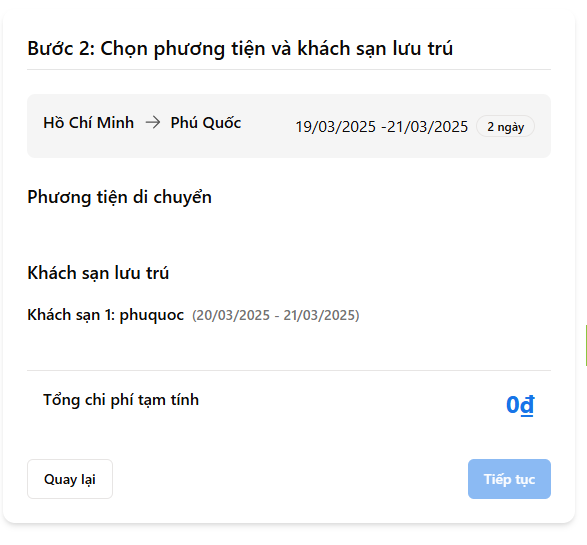 Bước 2: Chọn phương tiện và khách sạn lưu trú
Hồ Chí Minh → Phú Quốc 19/03/2025 -21/03/2025 2 ngày
Phương tiện di chuyển
Khách sạn lưu trú
Khách sạn 1: phuquoc (20/03/2025 - 21/03/2025)
Tổng chi phí tạm tính 0₫
Quay lại Tiếp tục